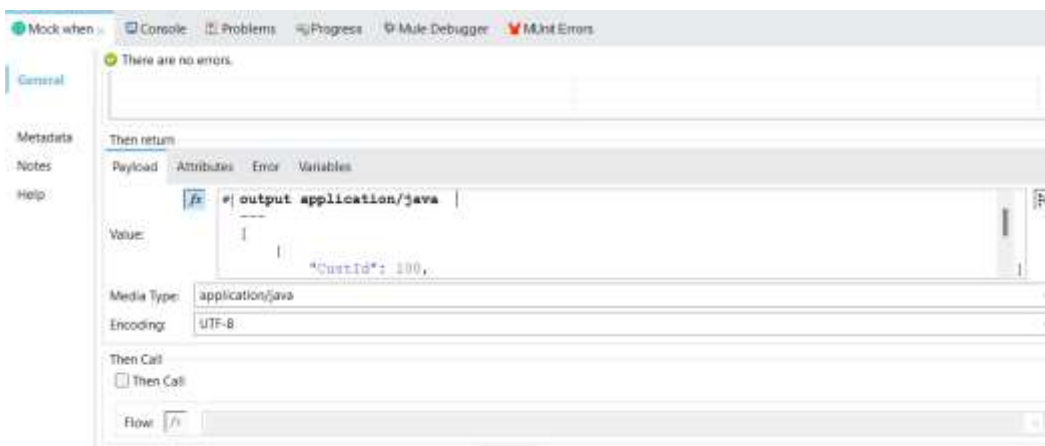 Mock when Console Problems Progress Mule Debugger MUnit Errors
There are no errors.
General
Metadata
Notes
Help
Then return
Payload Attributes Error Variables
fx #[ output application/java
---
[
{
"CustId": 100,
Value:
Media Type: application/java
Encoding: UTF-8
Then Call
Then Call
Flow: fx